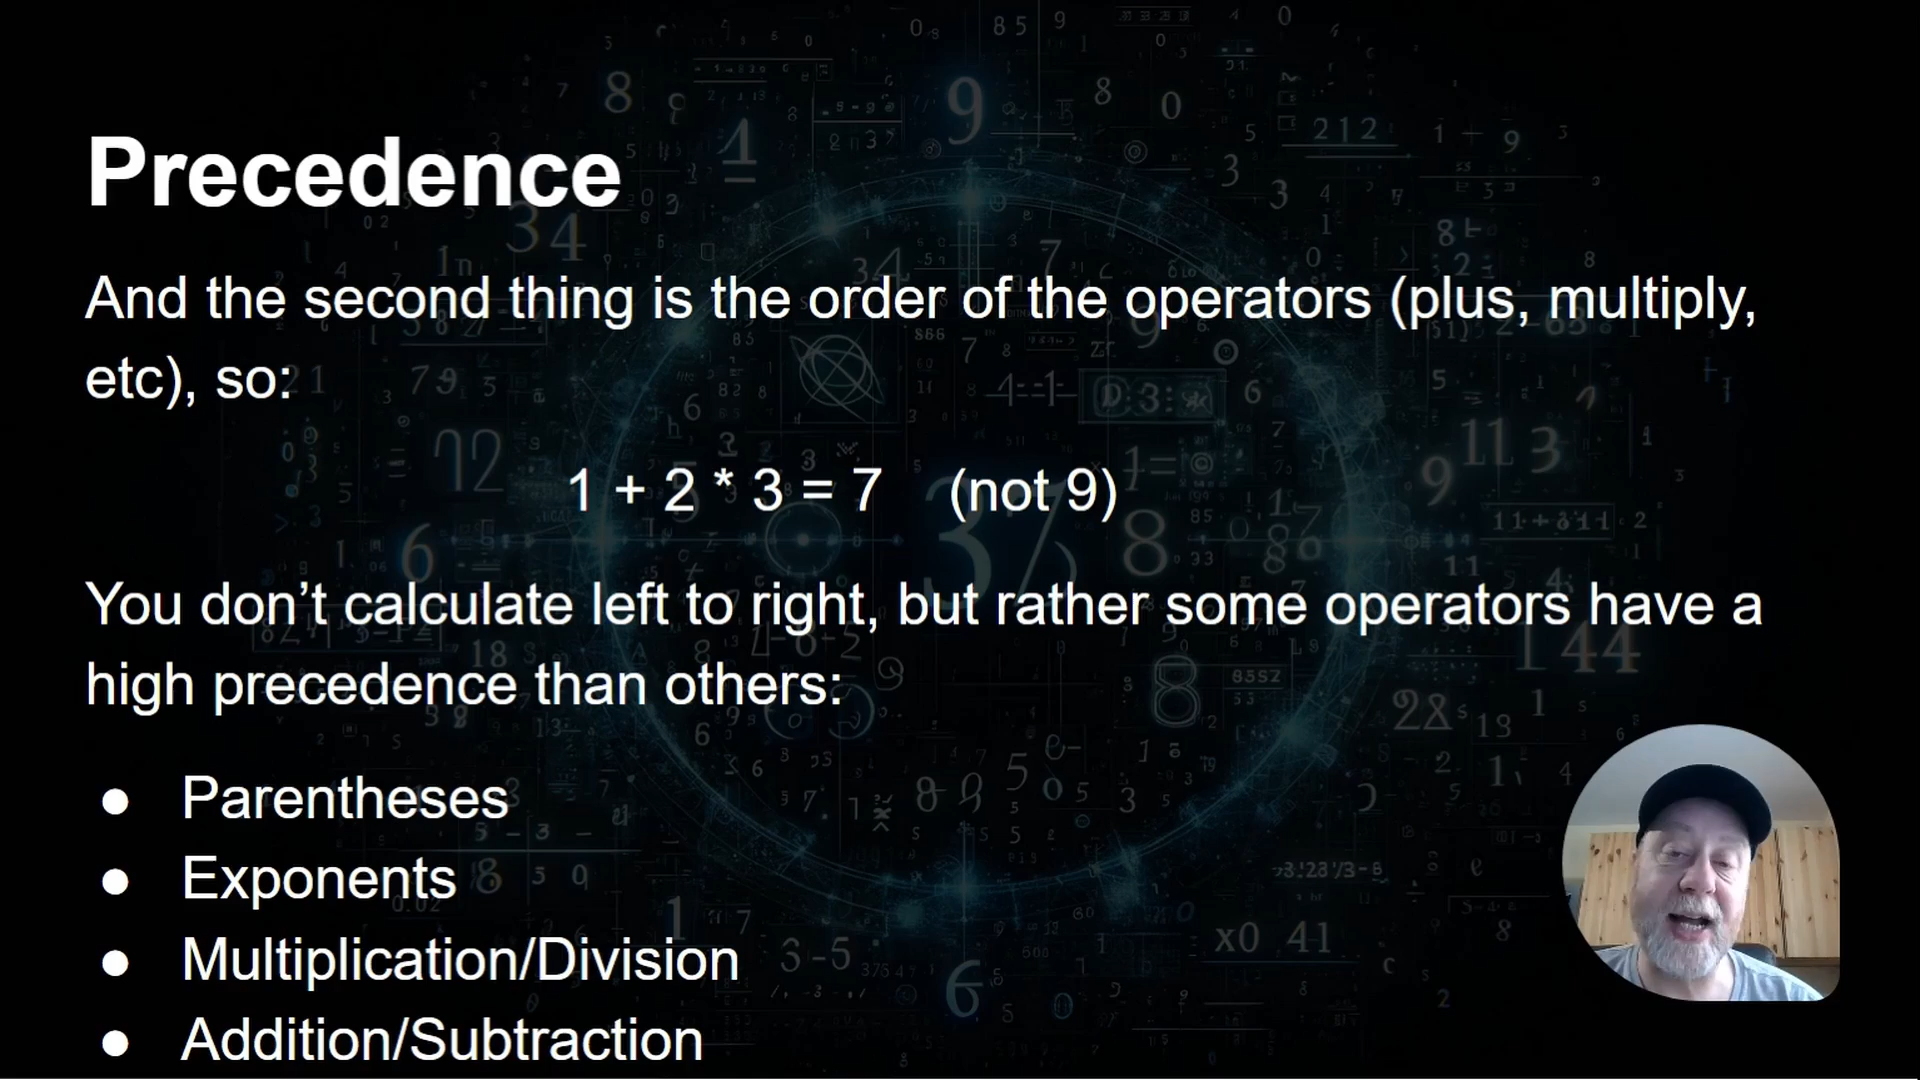 Precedence
And the second thing is the order of the operators (plus, multiply,
etc), so:
1 + 2 * 3 = 7 (not 9)
You don’t calculate left to right, but rather some operators have a
high precedence than others:
● Parentheses
● Exponents
● Multiplication/Division
● Addition/Subtraction